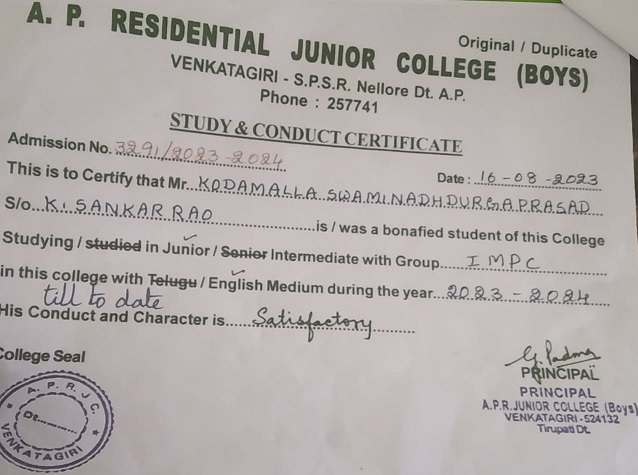 Original / Duplicate
A. P. RESIDENTIAL JUNIOR COLLEGE (BOYS)
VENKATAGIRI - S.P.S.R. Nellore Dt. A.P.
Phone : 257741
STUDY & CONDUCT CERTIFICATE
Admission No. 3291/2023-2024
Date : 16-08-2023
This is to Certify that Mr. KODAMALLA SWAMINADHDURGAPRASAD
S/o. K. SANKAR RAO is / was a bonafied student of this College
Studying / studied in Junior / Senior Intermediate with Group I MPC
in this college with Telugu / English Medium during the year 2023-2024
till to date
His Conduct and Character is Satisfactory
College Seal
G. Padma
PRINCIPAL
PRINCIPAL
A.P.R.JUNIOR COLLEGE (Boys)
VENKATAGIRI-524132
Tirupati Dt.
A. P. R. J. C.
Dt.
VENKATAGIRI